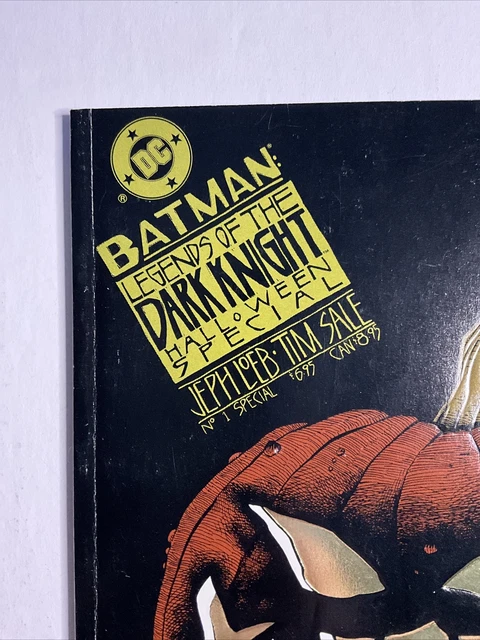 DC
®
BATMAN:
LEGENDS OF THE
DARK KNIGHT
HALLOWEEN
SPECIAL
JEPH LOEB · TIM SALE
Nº 1 SPECIAL $6.95 CAN $8.95